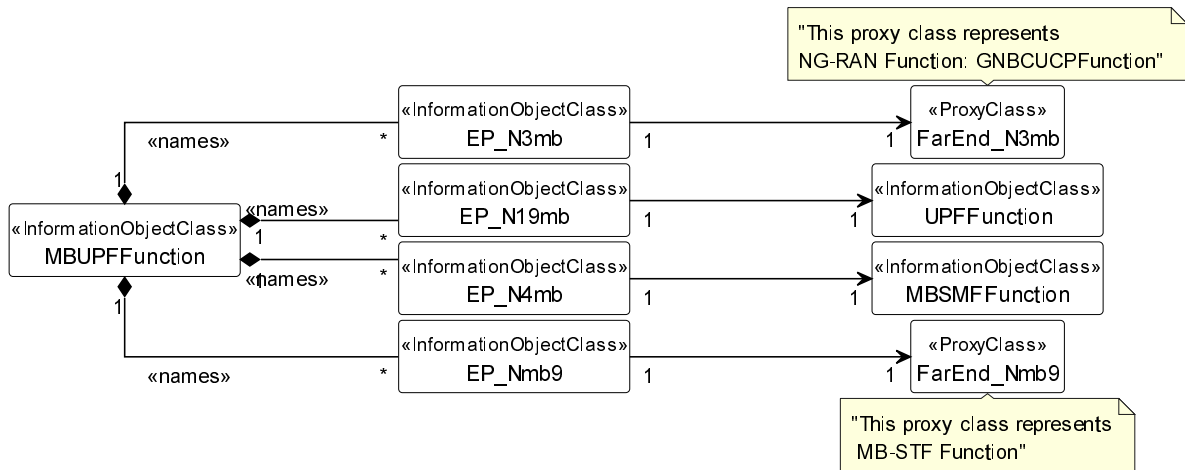 "This proxy class represents
NG-RAN Function: GNBCUCPFunction"
«InformationObjectClass»
EP_N3mb
«ProxyClass»
FarEnd_N3mb
«names»
*
1
1
1
«InformationObjectClass»
EP_N19mb
«InformationObjectClass»
UPFFunction
«names»
1
*
1
1
«InformationObjectClass»
MBUPFFunction
«InformationObjectClass»
EP_N4mb
«InformationObjectClass»
MBSMFFunction
«names»
1
*
1
1
1
«InformationObjectClass»
EP_Nmb9
«ProxyClass»
FarEnd_Nmb9
«names»
*
1
1
"This proxy class represents
MB-STF Function"